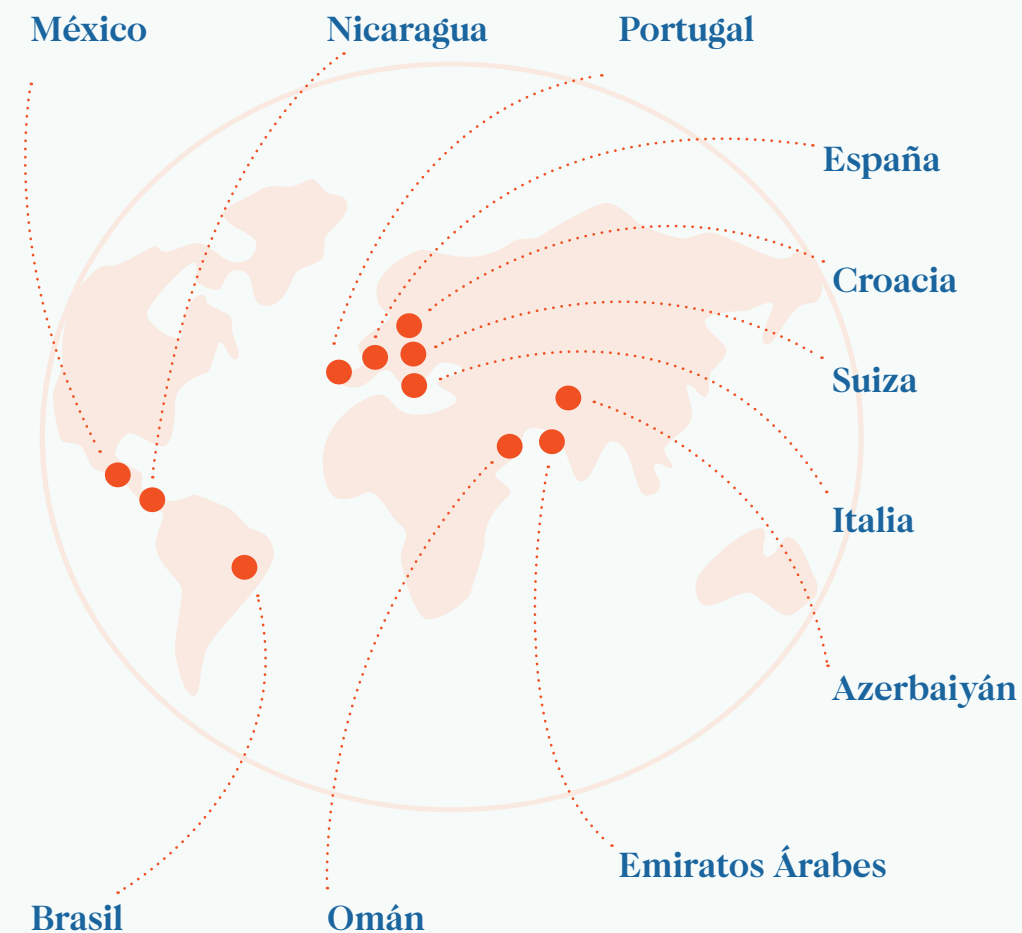 México
Nicaragua
Portugal
España
Croacia
Suiza
Italia
Azerbaiyán
Emiratos Árabes
Brasil
Omán